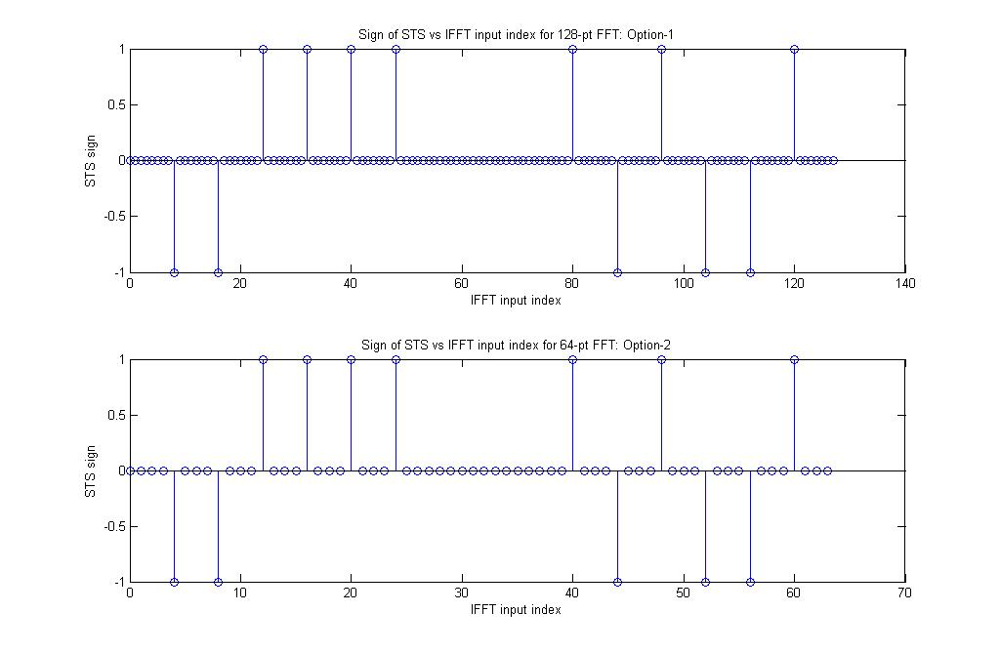 Sign of STS vs IFFT input index for 128-pt FFT: Option-1
1
0.5
0
-0.5
-1
STS sign
0 20 40 60 80 100 120 140
IFFT input index
Sign of STS vs IFFT input index for 64-pt FFT: Option-2
1
0.5
0
-0.5
-1
STS sign
0 10 20 30 40 50 60 70
IFFT input index